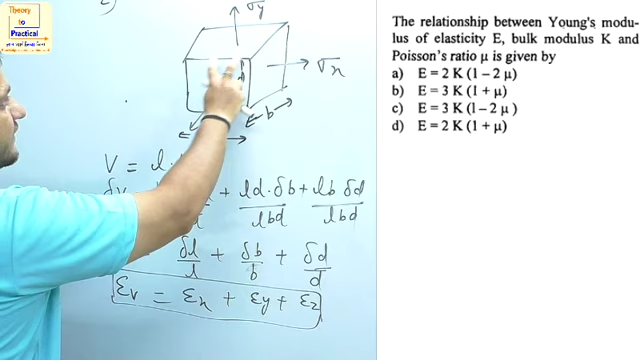 Theory
to
Practical
σy
σx
b
V = l
δv
+ ld·δb + lb δd
lbd lbd
δl + δb + δd
l b d
εv = εx + εy + εz
The relationship between Young's modu-
lus of elasticity E, bulk modulus K and
Poisson's ratio µ is given by
a) E = 2 K (1 – 2 µ)
b) E = 3 K (1 + µ)
c) E = 3 K (1 – 2 µ )
d) E = 2 K (1 + µ)